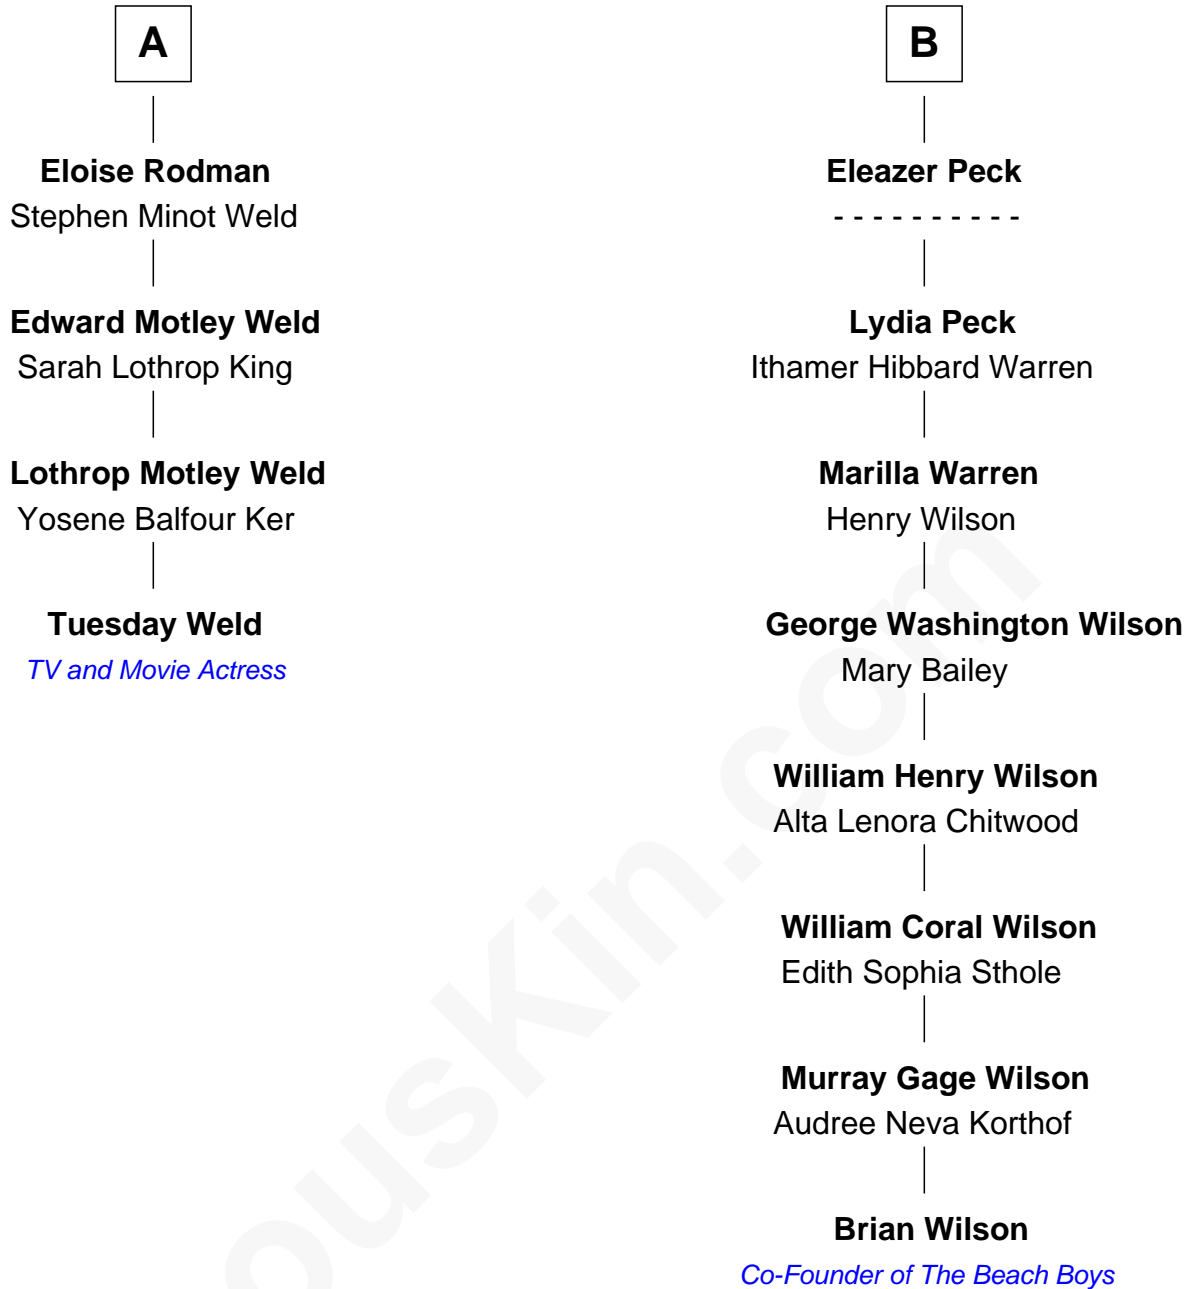 A
Eloise Rodman
Stephen Minot Weld
Edward Motley Weld
Sarah Lothrop King
Lothrop Motley Weld
Yosene Balfour Ker
Tuesday Weld
TV and Movie Actress
B
Eleazer Peck
- - - - - - - - - -
Lydia Peck
Ithamer Hibbard Warren
Marilla Warren
Henry Wilson
George Washington Wilson
Mary Bailey
William Henry Wilson
Alta Lenora Chitwood
William Coral Wilson
Edith Sophia Sthole
Murray Gage Wilson
Audree Neva Korthof
Brian Wilson
Co-Founder of The Beach Boys
ousKin.com